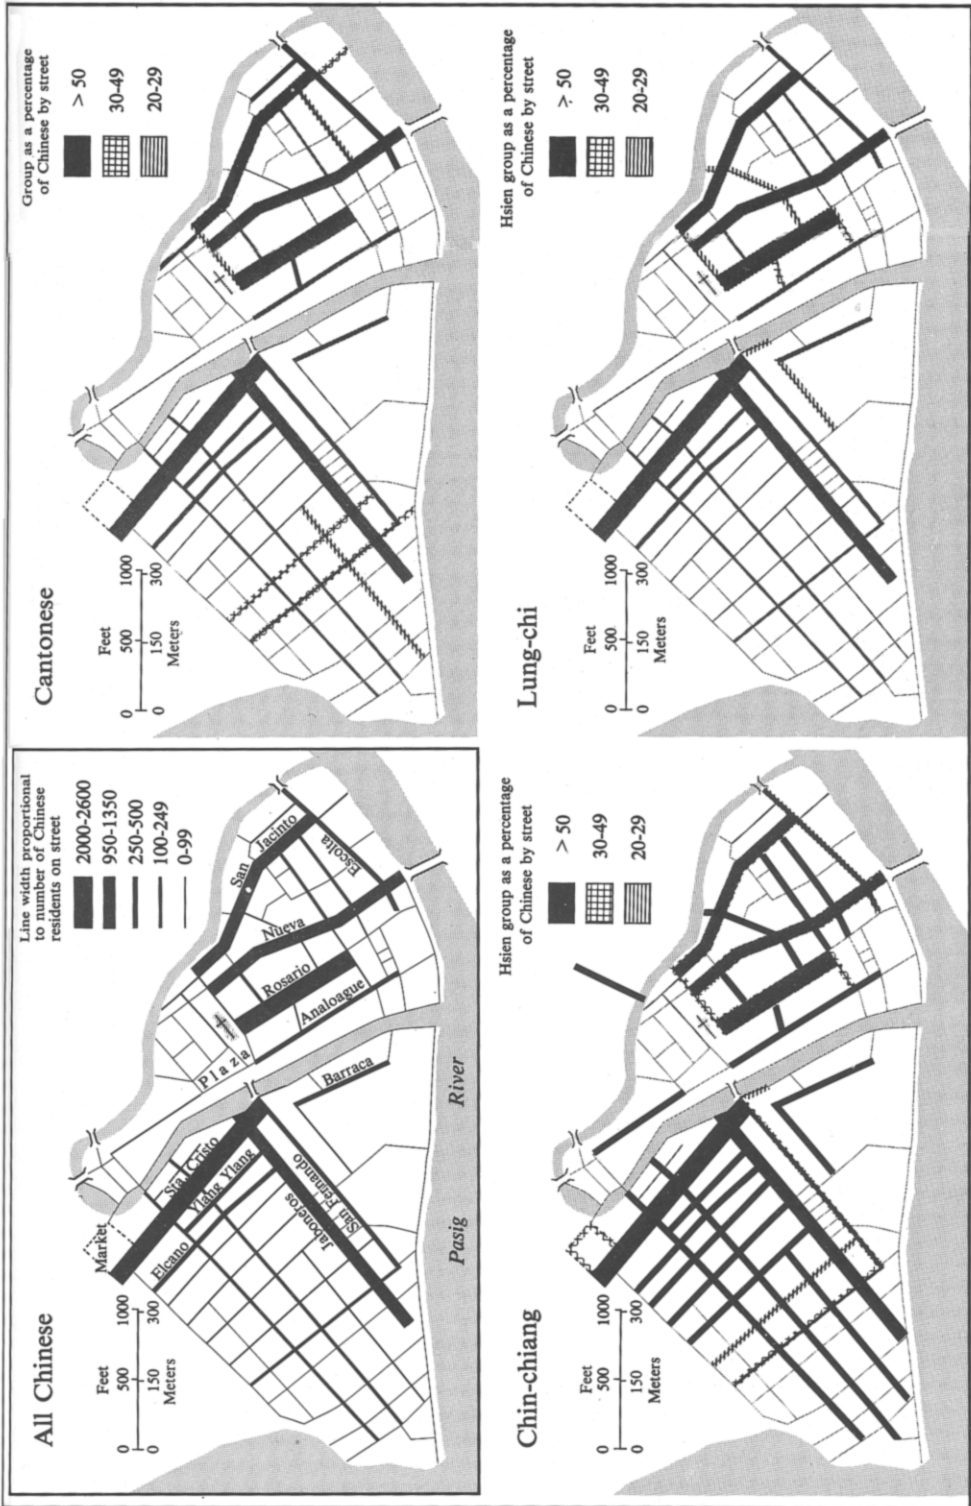 All Chinese
Feet
0 500 1000
0 150 300
Meters
Line width proportional
to number of Chinese
residents on street
2000-2600
950-1350
250-500
100-249
0-99
Market
Sta Cristo
Ylang Ylang
Elcano
Jaboneros
San Fernando
Barraca
Plaza
Rosario
Analoague
Nueva
San Jacinto
Escolta
Pasig River
Cantonese
Feet
0 500 1000
0 150 300
Meters
Group as a percentage
of Chinese by street
> 50
30-49
20-29
Chin-chiang
Feet
0 500 1000
0 150 300
Meters
Hsien group as a percentage
of Chinese by street
> 50
30-49
20-29
Lung-chi
Feet
0 500 1000
0 150 300
Meters
Hsien group as a percentage
of Chinese by street
> 50
30-49
20-29